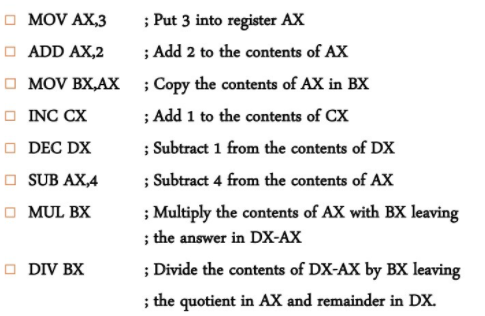 MOV AX,3 ; Put 3 into register AX
ADD AX,2 ; Add 2 to the contents of AX
MOV BX,AX ; Copy the contents of AX in BX
INC CX ; Add 1 to the contents of CX
DEC DX ; Subtract 1 from the contents of DX
SUB AX,4 ; Subtract 4 from the contents of AX
MUL BX ; Multiply the contents of AX with BX leaving
; the answer in DX-AX
DIV BX ; Divide the contents of DX-AX by BX leaving
; the quotient in AX and remainder in DX.